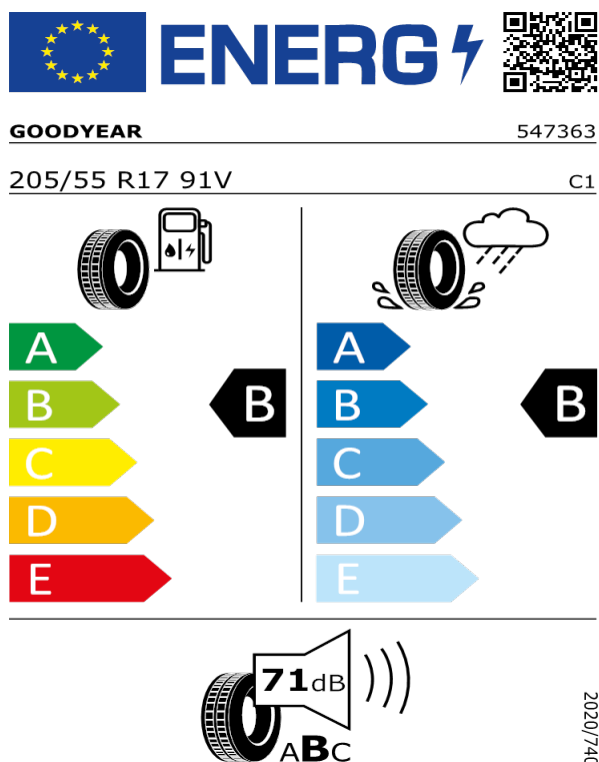 ENERG
GOODYEAR 547363
205/55 R17 91V C1
A
B
C
D
E
B
A
B
C
D
E
B
71dB
ABC
2020/740